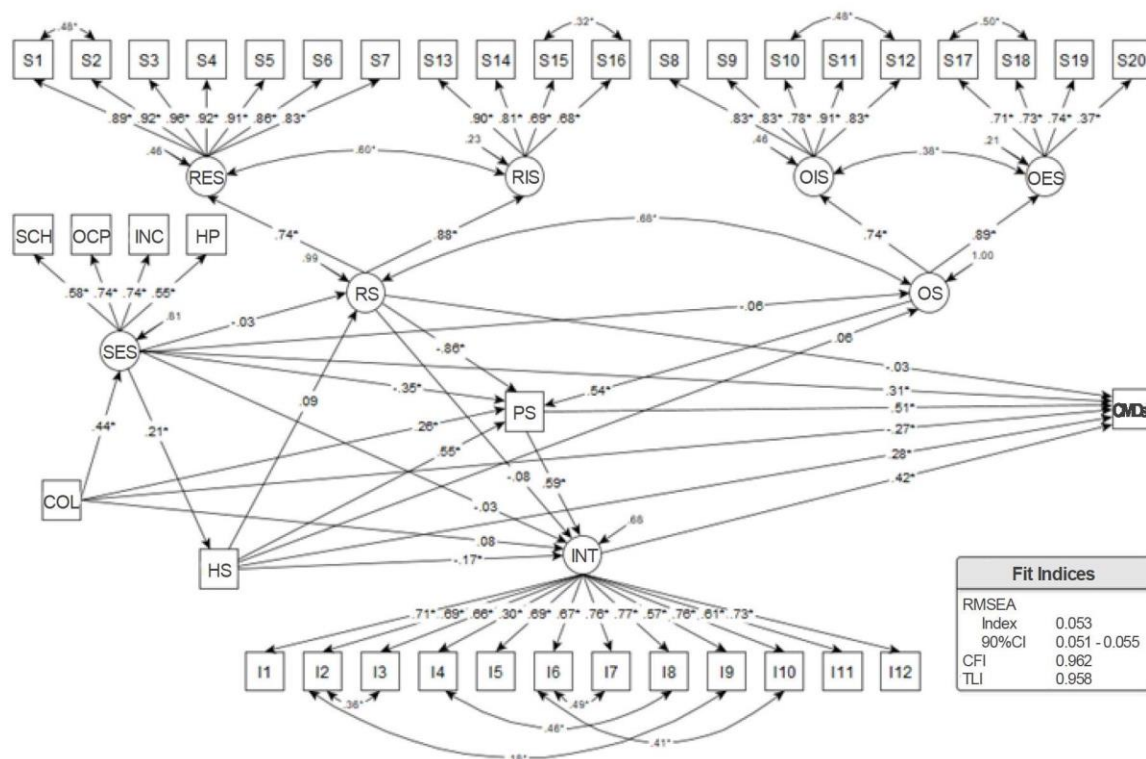 .48*
.32*
.48*
.50*
S1 S2 S3 S4 S5 S6 S7 S13 S14 S15 S16 S8 S9 S10 S11 S12 S17 S18 S19 S20
.89* .92* .96* .92* .91* .86* .83* .90* .81* .69* .68* .83* .83* .78* .91* .83* .71* .73* .74* .37*
.46 .60* .23 .46 .38* .21
RES RIS OIS OES
SCH OCP INC HP
.74* .88* .68* .74* .89*
.99 1.00
.58* .74* .74* .55*
RS OS
.81 -.03 -.06
SES
.06
-.86* -.03
-.35* .54* .31*
PS
.09 .51*
.44* .21* .26* -.27*
.55* .28*
-.08 .59* .42*
COL
-.03
.08 .66
HS -.17* INT
Fit Indices
RMSEA
Index 0.053
90%CI 0.051 - 0.055
CFI 0.962
TLI 0.958
.71* .69* .66* .30* .69* .67* .76* .77* .57* .76* .61* .73*
I1 I2 I3 I4 I5 I6 I7 I8 I9 I10 I11 I12
.36* .49*
.46* .41*